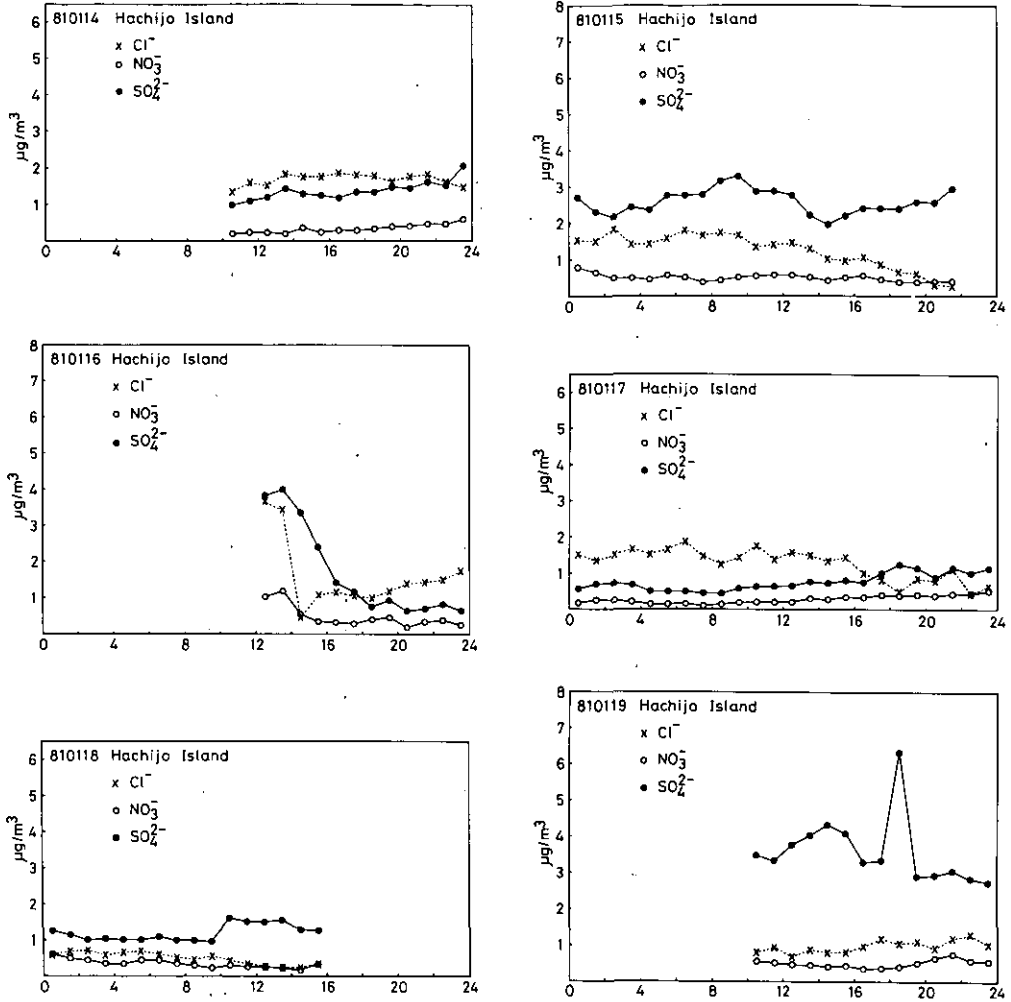 810114 Hachijo Island
x Cl⁻
o NO₃⁻
● SO₄²⁻
µg/m³
6
5
4
3
2
1
0 4 8 12 16 20 24
810115 Hachijo Island
x Cl⁻
o NO₃⁻
● SO₄²⁻
µg/m³
8
7
6
5
4
3
2
1
0 4 8 12 16 20 24
810116 Hachijo Island
x Cl⁻
o NO₃⁻
● SO₄²⁻
µg/m³
8
7
6
5
4
3
2
1
0 4 8 12 16 20 24
810117 Hachijo Island
x Cl⁻
o NO₃⁻
● SO₄²⁻
µg/m³
6
5
4
3
2
1
0 4 8 12 16 20 24
810118 Hachijo Island
x Cl⁻
o NO₃⁻
● SO₄²⁻
µg/m³
6
5
4
3
2
1
0 4 8 12 16 20 24
810119 Hachijo Island
x Cl⁻
o NO₃⁻
● SO₄²⁻
µg/m³
8
7
6
5
4
3
2
1
0 4 8 12 16 20 24